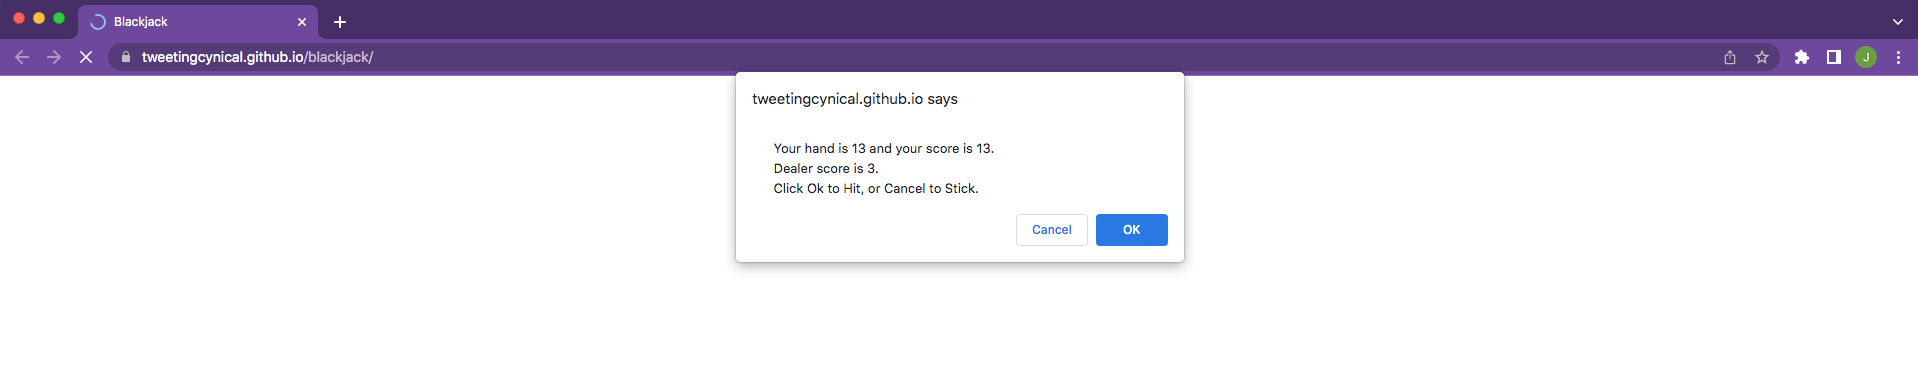 Blackjack
tweetingcynical.github.io/blackjack/
J
tweetingcynical.github.io says
Your hand is 13 and your score is 13.
Dealer score is 3.
Click Ok to Hit, or Cancel to Stick.
Cancel OK